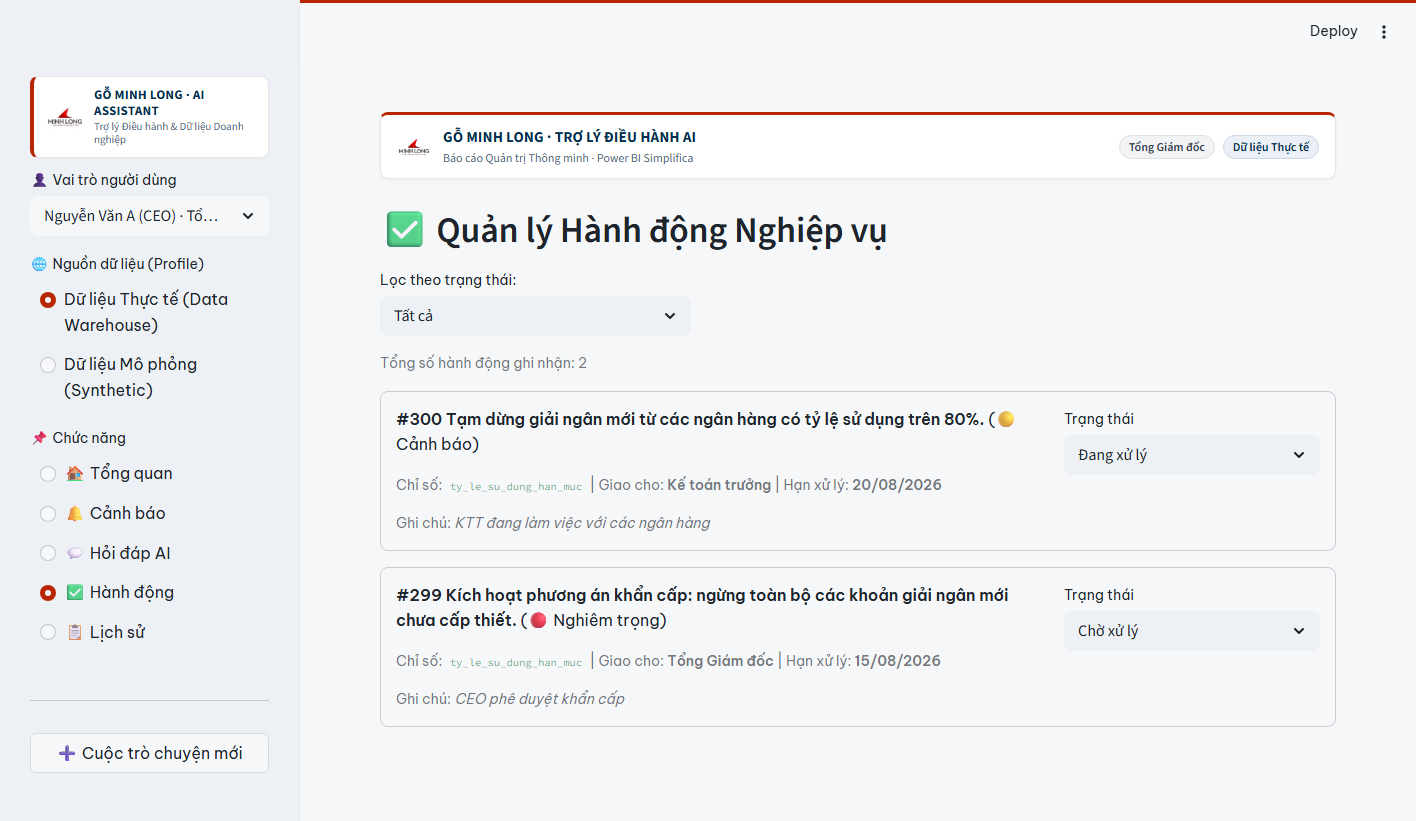 Deploy
MINH LONG
GỖ MINH LONG · AI
ASSISTANT
Trợ lý Điều hành & Dữ liệu Doanh
nghiệp
Vai trò người dùng
Nguyễn Văn A (CEO) · Tổ...
Nguồn dữ liệu (Profile)
Dữ liệu Thực tế (Data
Warehouse)
Dữ liệu Mô phỏng
(Synthetic)
Chức năng
Tổng quan
Cảnh báo
Hỏi đáp AI
Hành động
Lịch sử
Cuộc trò chuyện mới
MINH LONG
GỖ MINH LONG · TRỢ LÝ ĐIỀU HÀNH AI
Báo cáo Quản trị Thông minh · Power BI Simplifica
Tổng Giám đốc
Dữ liệu Thực tế
Quản lý Hành động Nghiệp vụ
Lọc theo trạng thái:
Tất cả
Tổng số hành động ghi nhận: 2
#300 Tạm dừng giải ngân mới từ các ngân hàng có tỷ lệ sử dụng trên 80%. (
Cảnh báo)
Chỉ số: ty_le_su_dung_han_muc | Giao cho: Kế toán trưởng | Hạn xử lý: 20/08/2026
Ghi chú: KTT đang làm việc với các ngân hàng
Trạng thái
Đang xử lý
#299 Kích hoạt phương án khẩn cấp: ngừng toàn bộ các khoản giải ngân mới
chưa cấp thiết. ( Nghiêm trọng)
Chỉ số: ty_le_su_dung_han_muc | Giao cho: Tổng Giám đốc | Hạn xử lý: 15/08/2026
Ghi chú: CEO phê duyệt khẩn cấp
Trạng thái
Chờ xử lý